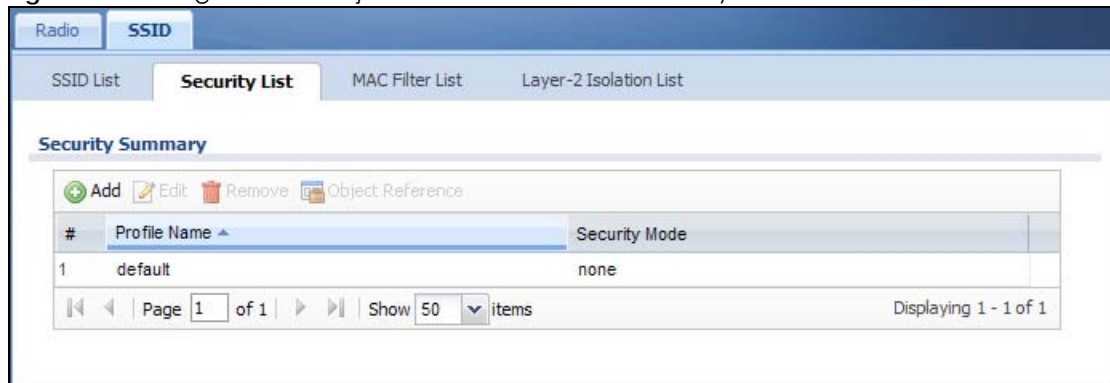 Radio SSID
SSID List Security List MAC Filter List Layer-2 Isolation List
Security Summary
Add Edit Remove Object Reference
# Profile Name Security Mode
1 default none
Page 1 of 1 Show 50 items Displaying 1 - 1 of 1